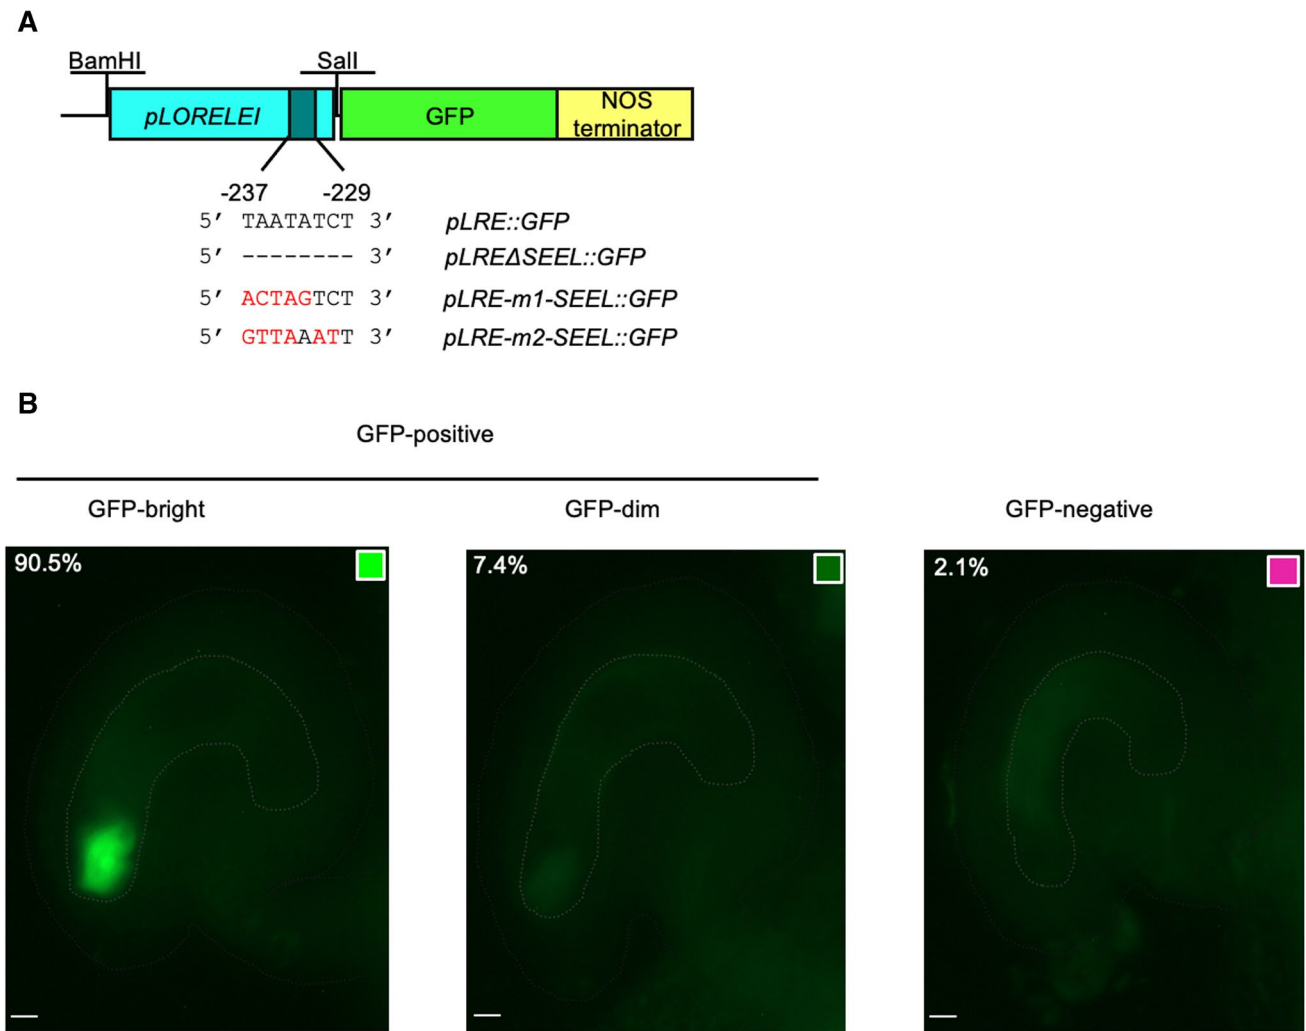 A
BamHI SalI
pLORELEI GFP NOS
terminator
-237 -229
5′ TAATATCT 3′ pLRE::GFP
5′ -------- 3′ pLREΔSEEL::GFP
5′ ACTAGTCT 3′ pLRE-m1-SEEL::GFP
5′ GTTAAATT 3′ pLRE-m2-SEEL::GFP
B
GFP-positive
GFP-bright GFP-dim GFP-negative
90.5% 7.4% 2.1%